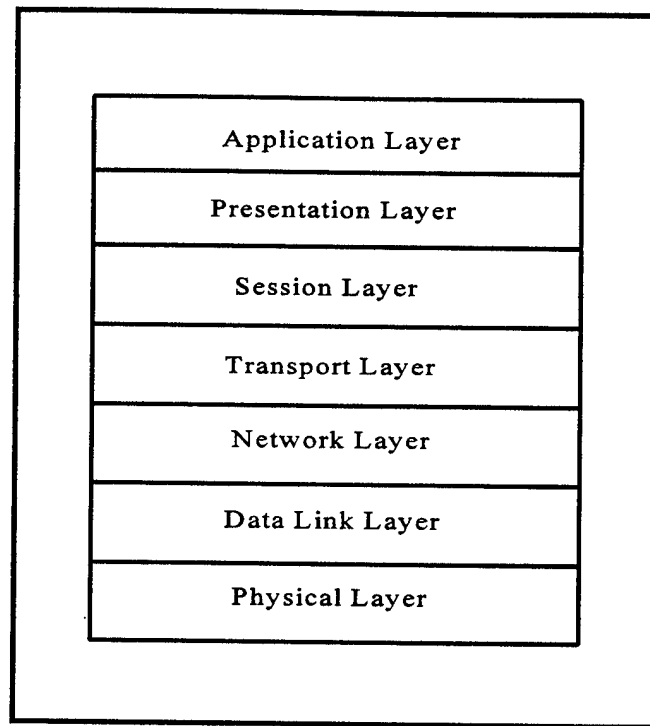 Application Layer
Presentation Layer
Session Layer
Transport Layer
Network Layer
Data Link Layer
Physical Layer